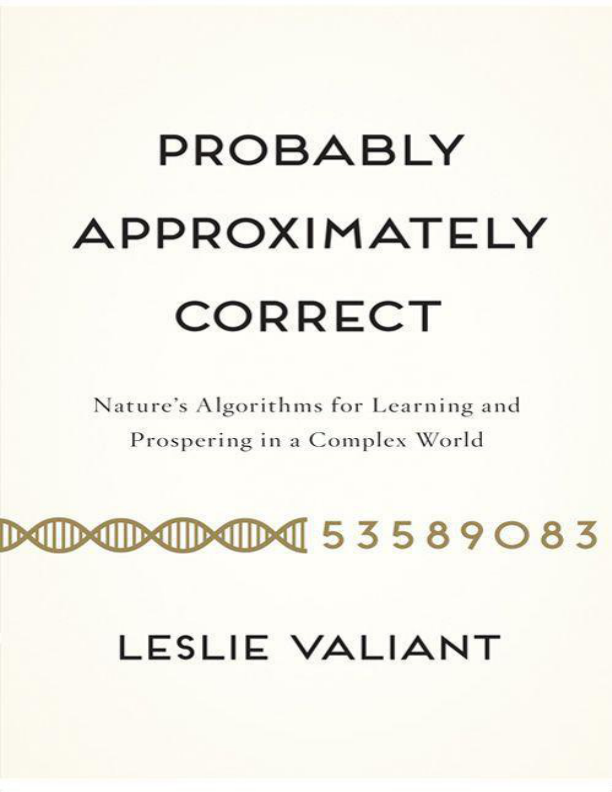 PROBABLY
APPROXIMATELY
CORRECT
Nature's Algorithms for Learning and
Prospering in a Complex World
53589083
LESLIE VALIANT